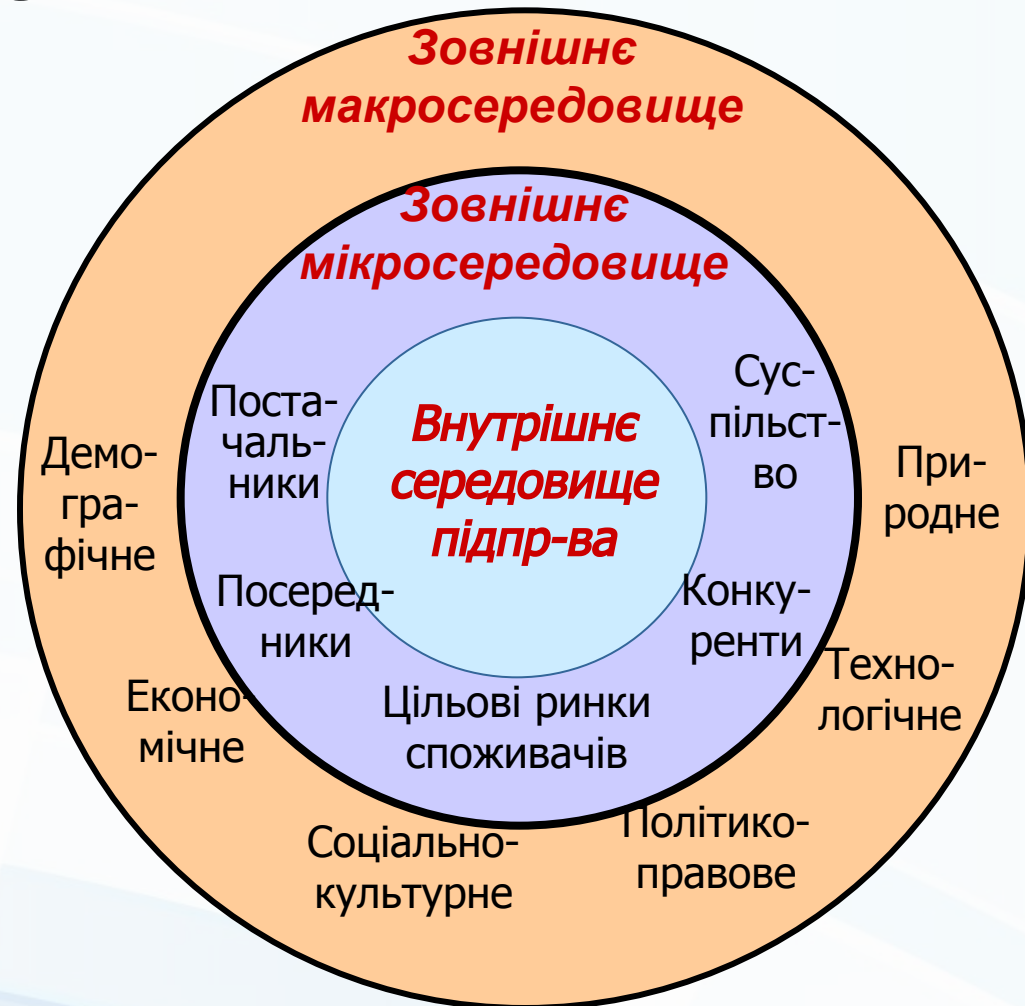 Зовнішнє
макросередовище
Зовнішнє
мікросередовище
Поста-
чаль-
ники
Сус-
пільст-
во
Внутрішнє
середовище
підпр-ва
Демо-
гра-
фічне
При-
родне
Посеред-
ники
Конку-
ренти
Еконо-
мічне
Цільові ринки
споживачів
Техно-
логічне
Соціально-
культурне
Політико-
правове